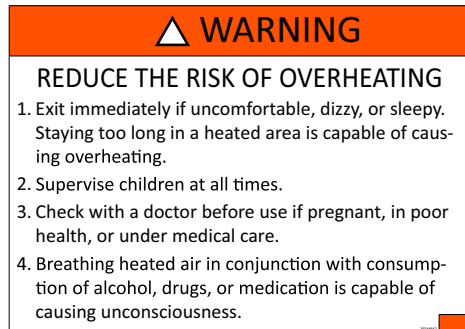 WARNING
REDUCE THE RISK OF OVERHEATING
1. Exit immediately if uncomfortable, dizzy, or sleepy.
Staying too long in a heated area is capable of caus-
ing overheating.
2. Supervise children at all times.
3. Check with a doctor before use if pregnant, in poor
health, or under medical care.
4. Breathing heated air in conjunction with consump-
tion of alcohol, drugs, or medication is capable of
causing unconsciousness.